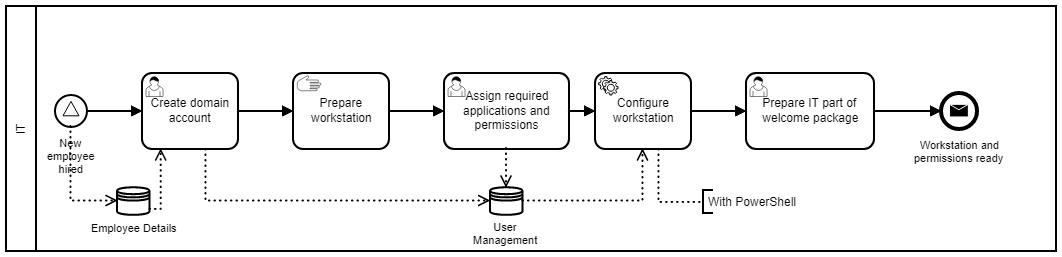 IT
New
employee
hired
Create domain
account
Prepare
workstation
Assign required
applications and
permissions
Configure
workstation
Prepare IT part of
welcome package
Workstation and
permissions ready
Employee Details
User
Management
With PowerShell